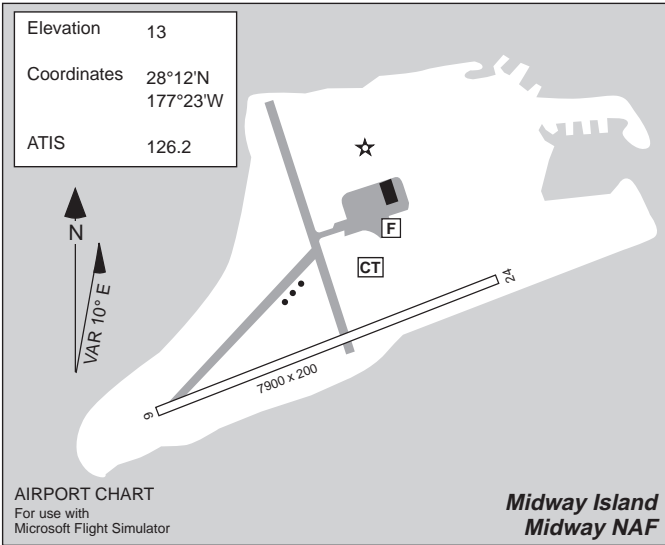 Elevation 13
Coordinates 28°12'N
177°23'W
ATIS 126.2
N
VAR 10° E
F
CT
24
7900 x 200
6
AIRPORT CHART
For use with
Microsoft Flight Simulator
Midway Island
Midway NAF